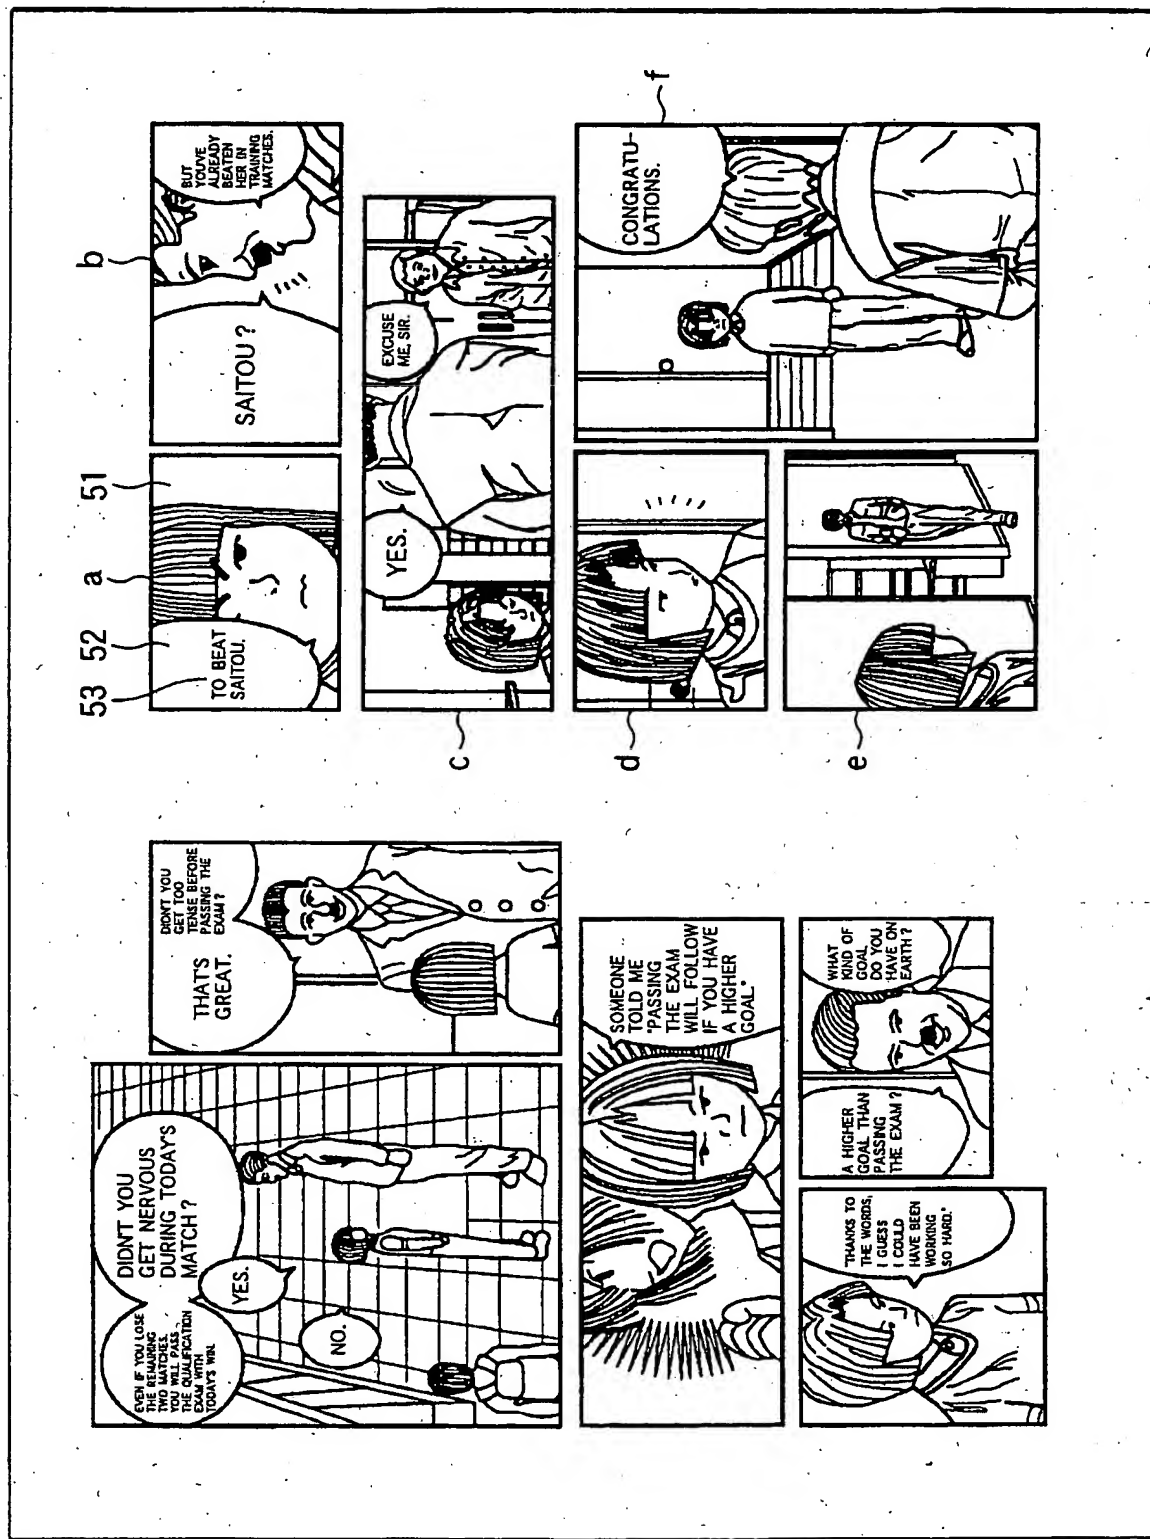 EVEN IF YOU LOSE
THE REMAINING
TWO MATCHES,
YOU WILL PASS
THE QUALIFICATION
EXAM WITH
TODAY'S WIN.
DIDN'T YOU
GET NERVOUS
DURING TODAY'S
MATCH?
YES.
NO.
THAT'S
GREAT.
DIDN'T YOU
GET TOO
TENSE BEFORE
PASSING THE
EXAM?
SOMEONE
TOLD ME
"PASSING
THE EXAM
WILL FOLLOW
IF YOU HAVE
A HIGHER
GOAL."
"THANKS TO
THE WORDS,
I GUESS
I COULD
HAVE BEEN
WORKING
SO HARD."
A HIGHER
GOAL THAN
PASSING
THE EXAM?
WHAT
KIND OF
GOAL
DO YOU
HAVE ON
EARTH?
53
52
a
51
b
TO BEAT
SAITOU.
SAITOU?
BUT
YOU'VE
ALREADY
BEATEN
HER IN
TRAINING
MATCHES.
c
YES.
EXCUSE
ME, SIR.
d
e
f
CONGRATU-
LATIONS.